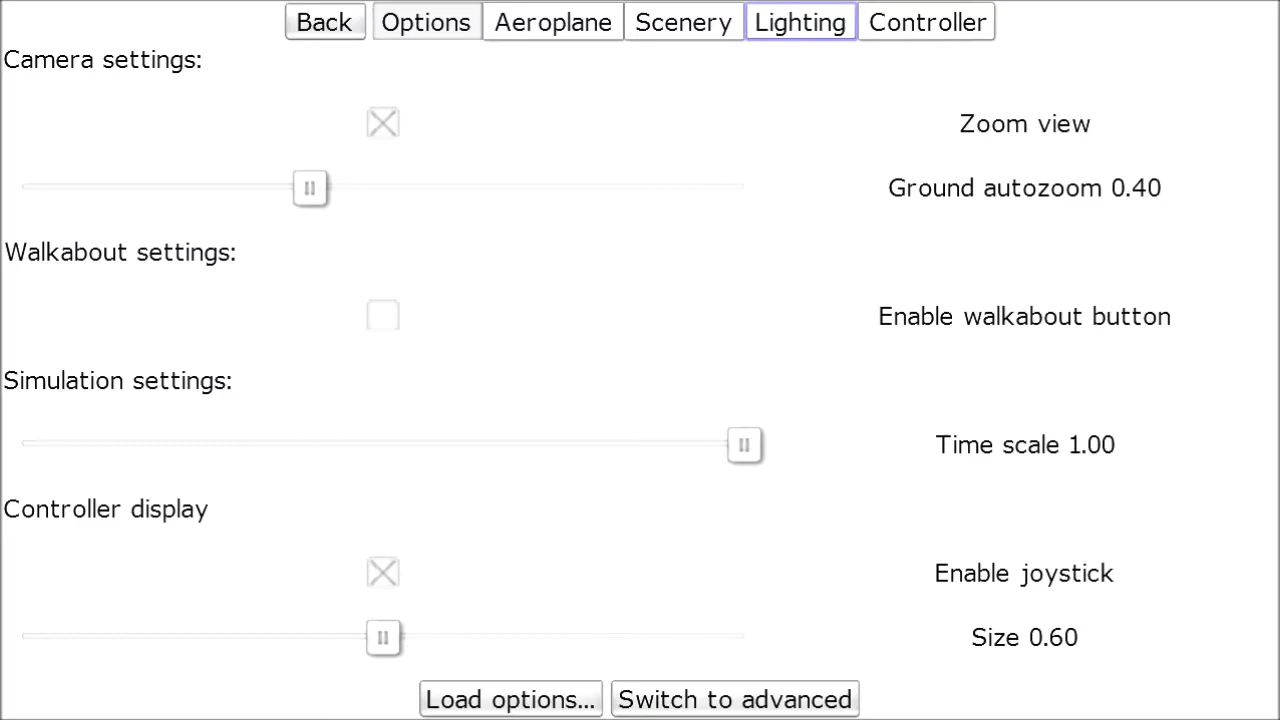 Back Options Aeroplane Scenery Lighting Controller
Camera settings:
Zoom view
Ground autozoom 0.40
Walkabout settings:
Enable walkabout button
Simulation settings:
Time scale 1.00
Controller display
Enable joystick
Size 0.60
Load options... Switch to advanced